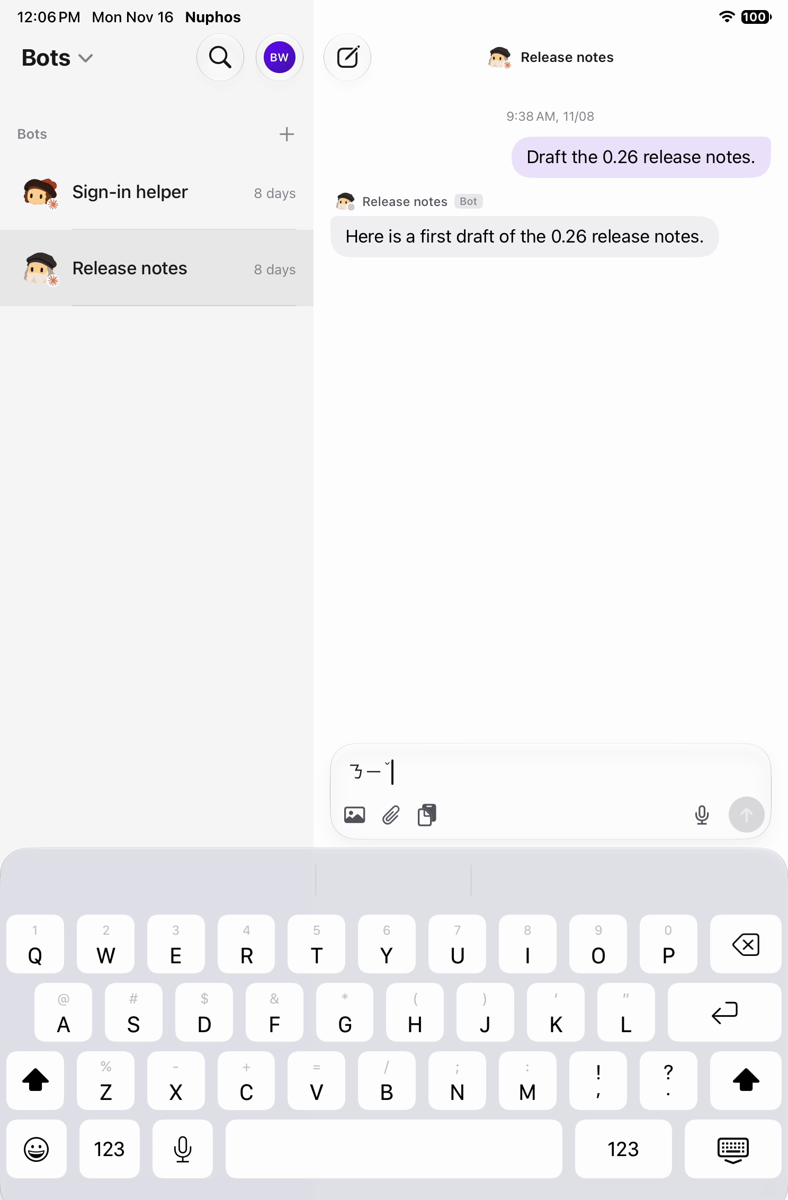 12:06 PM Mon Nov 16 Nuphos
100
Bots
BW
Release notes
Bots
Sign-in helper
8 days
Release notes
8 days
9:38 AM, 11/08
Draft the 0.26 release notes.
Release notes Bot
Here is a first draft of the 0.26 release notes.
ㄋㄧˇ
1 2 3 4 5 6 7 8 9 0
Q W E R T Y U I O P
@ # $ & * ( ) ' "
A S D F G H J K L
% - + = / ; : ! ?
Z X C V B N M , .
123 123